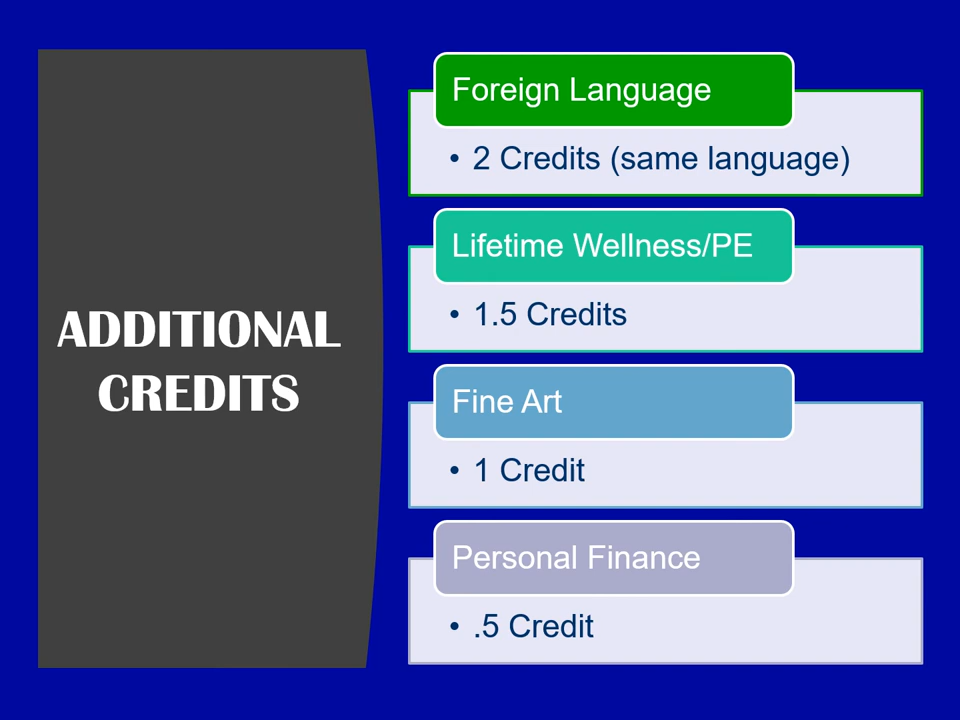 ADDITIONAL
CREDITS
Foreign Language
• 2 Credits (same language)
Lifetime Wellness/PE
• 1.5 Credits
Fine Art
• 1 Credit
Personal Finance
• .5 Credit